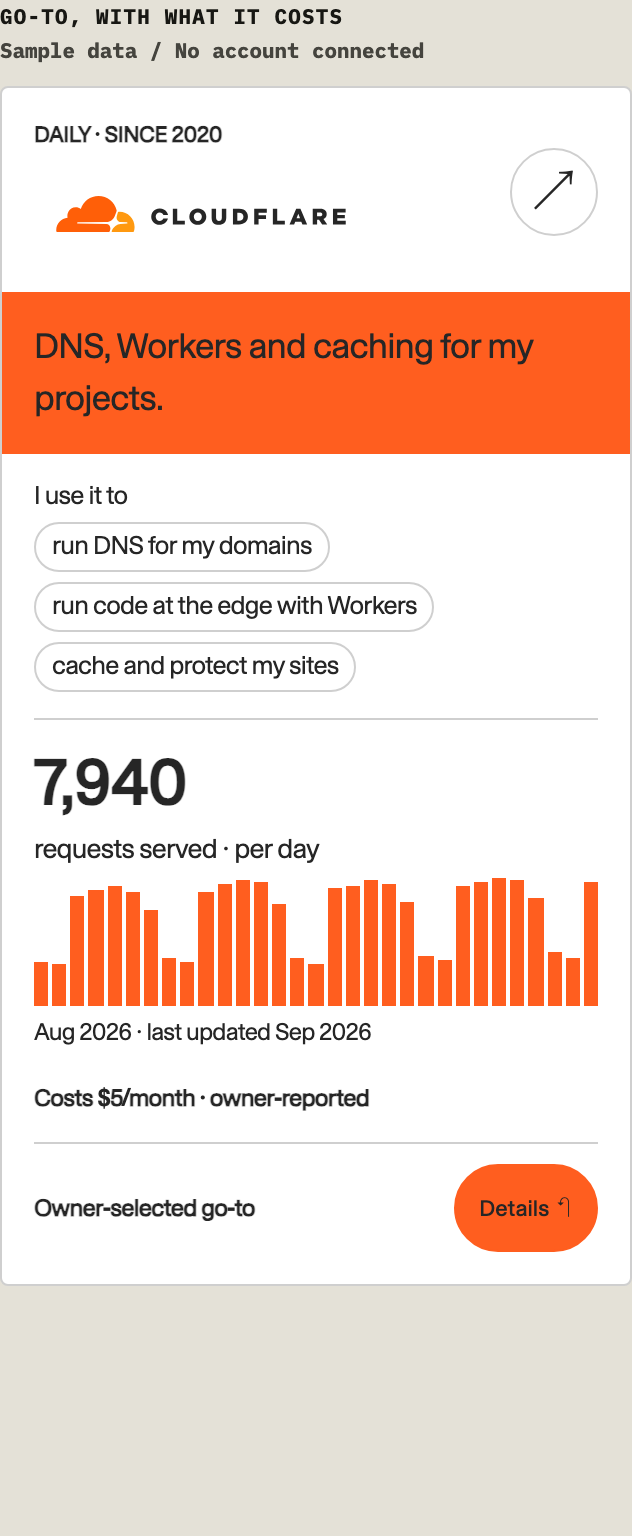 GO-TO, WITH WHAT IT COSTS
Sample data / No account connected
DAILY · SINCE 2020
CLOUDFLARE
DNS, Workers and caching for my
projects.
I use it to
run DNS for my domains
run code at the edge with Workers
cache and protect my sites
7,940
requests served · per day
Aug 2026 · last updated Sep 2026
Costs $5/month · owner-reported
Owner-selected go-to
Details